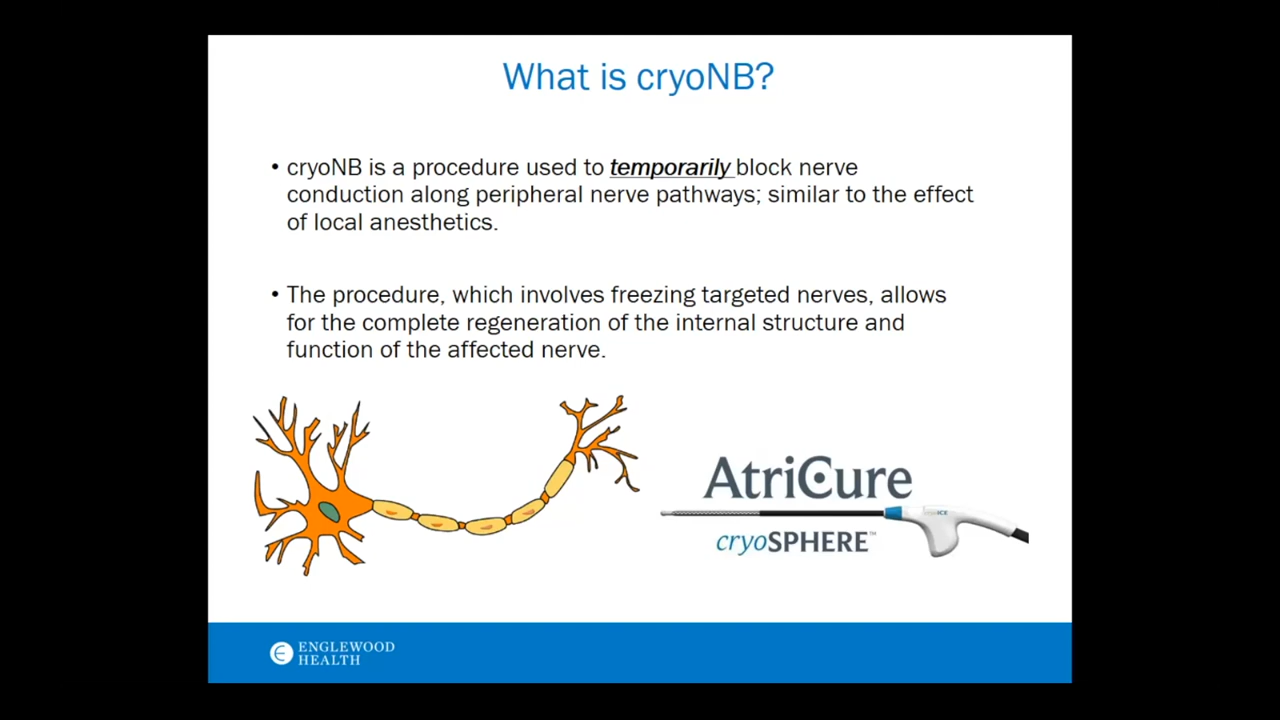 What is cryoNB?
• cryoNB is a procedure used to temporarily block nerve
conduction along peripheral nerve pathways; similar to the effect
of local anesthetics.
• The procedure, which involves freezing targeted nerves, allows
for the complete regeneration of the internal structure and
function of the affected nerve.
AtriCure
cryoSPHERE™
ENGLEWOOD
HEALTH